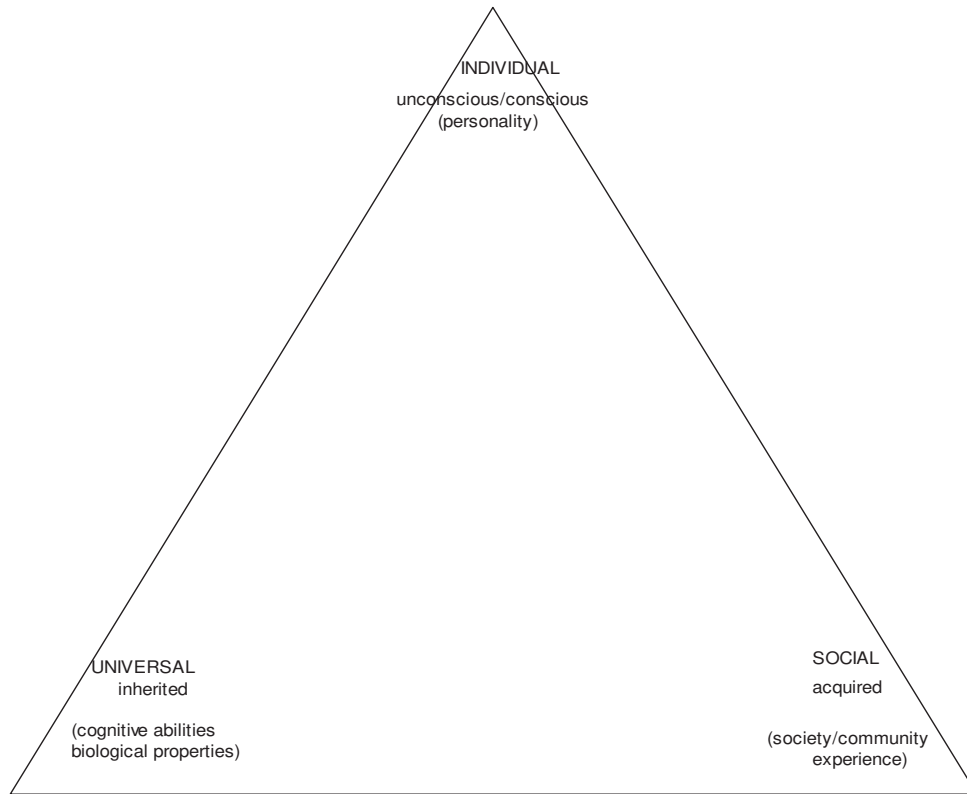 INDIVIDUAL
unconscious/conscious
(personality)
UNIVERSAL
inherited
(cognitive abilities
biological properties)
SOCIAL
acquired
(society/community
experience)